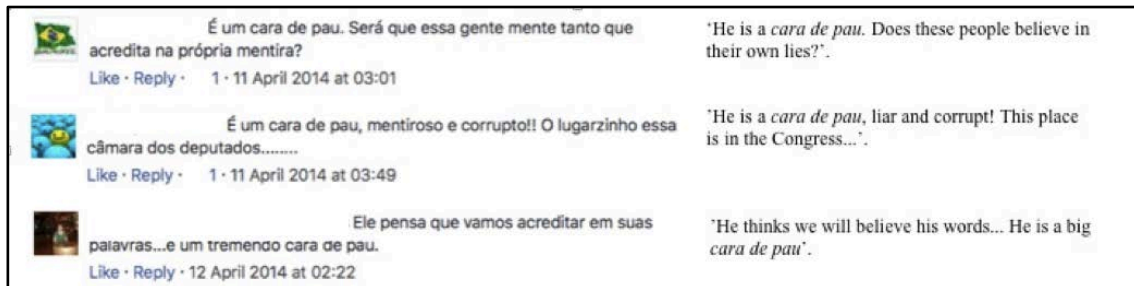 É um cara de pau. Será que essa gente mente tanto que
acredita na própria mentira?
Like · Reply · 1 · 11 April 2014 at 03:01
'He is a cara de pau. Does these people believe in
their own lies?'.
É um cara de pau, mentiroso e corrupto!! O lugarzinho essa
câmara dos deputados........
Like · Reply · 1 · 11 April 2014 at 03:49
'He is a cara de pau, liar and corrupt! This place
is in the Congress...'.
Ele pensa que vamos acreditar em suas
palavras...e um tremendo cara de pau.
Like · Reply · 12 April 2014 at 02:22
'He thinks we will believe his words... He is a big
cara de pau'.